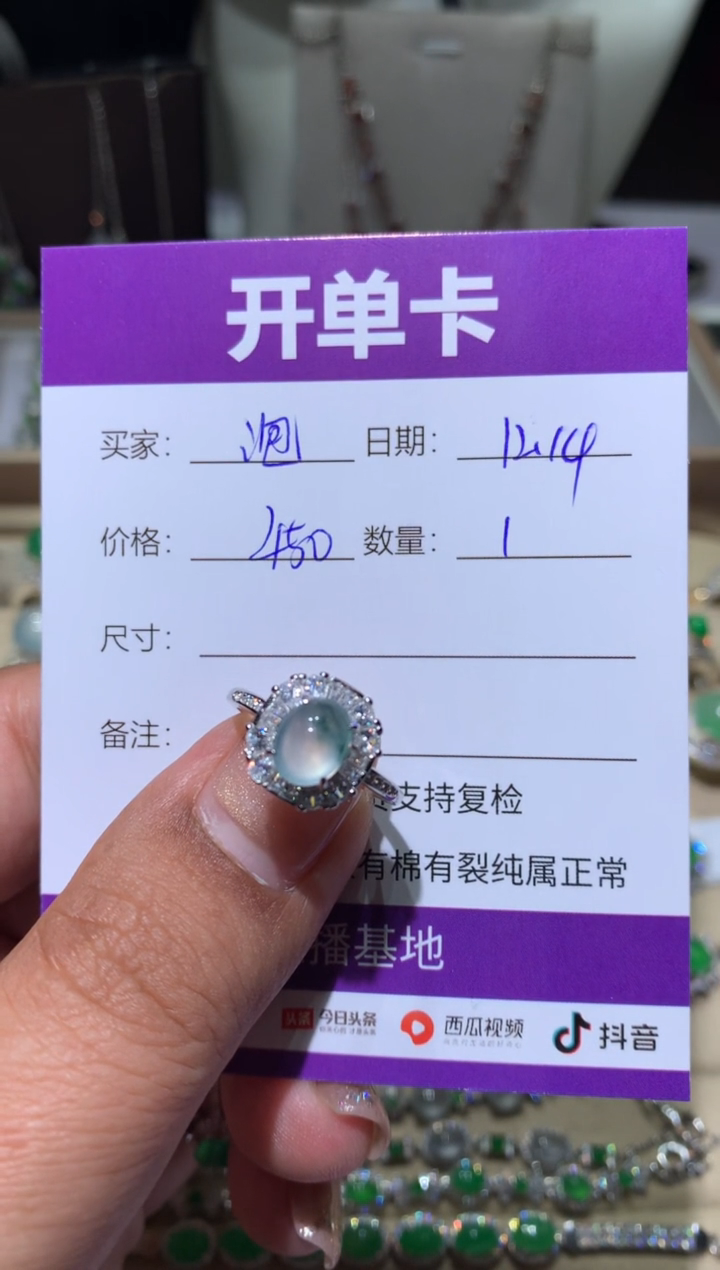 开单卡
买家： 日期：12.14
价格：450 数量：1
尺寸：
备注：
支持复检
有棉有裂纯属正常
播基地
头条 今日头条 西瓜视频 抖音